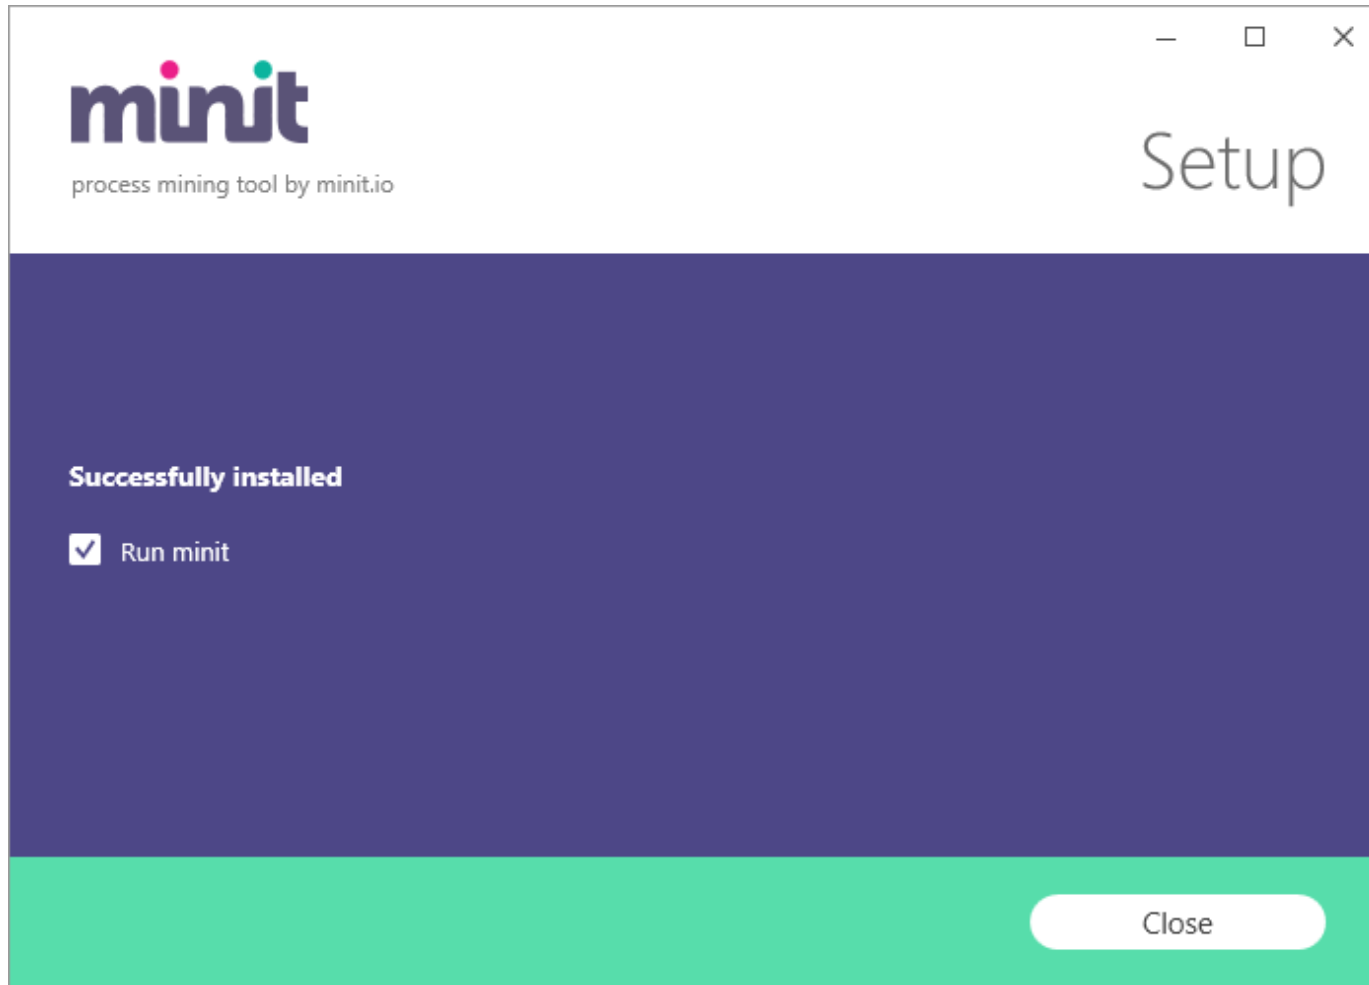 minit
process mining tool by minit.io
Setup
Successfully installed
Run minit
Close